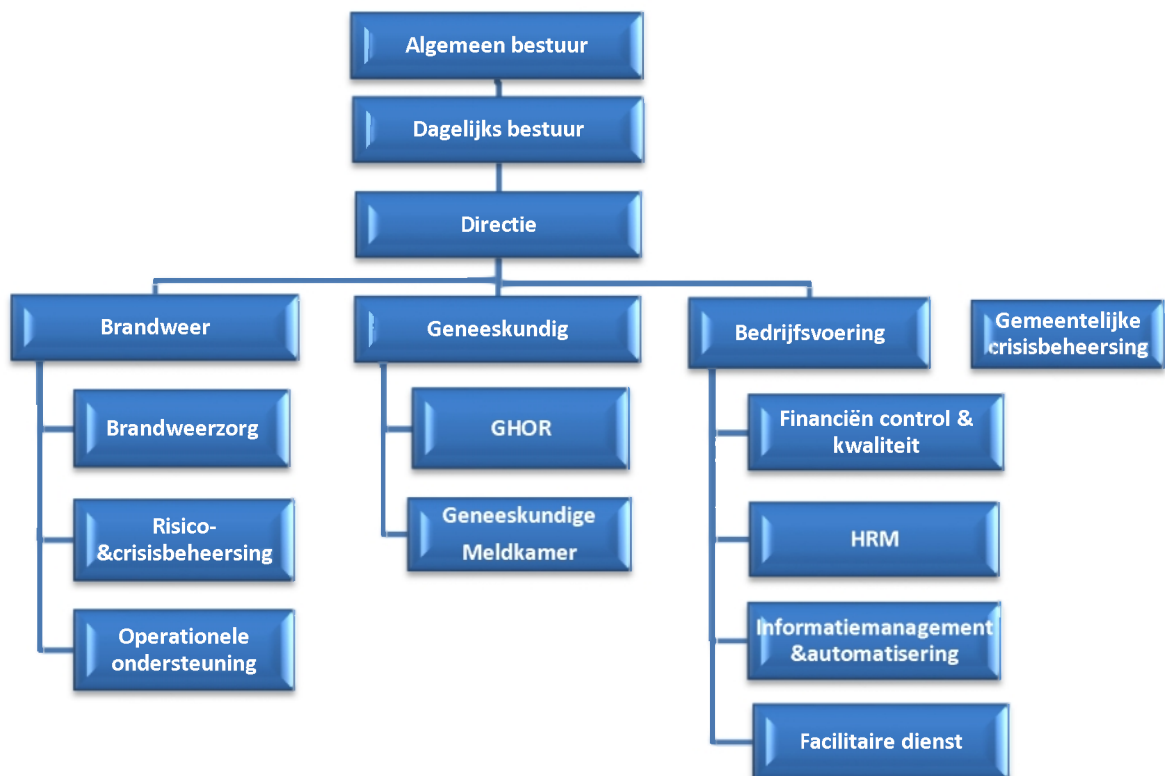 Algemeen bestuur
Dagelijks bestuur
Directie
Brandweer
Brandweerzorg
Risico-
&crisisbeheersing
Operationele
ondersteuning
Geneeskundig
GHOR
Geneeskundige
Meldkamer
Bedrijfsvoering
Financiën control &
kwaliteit
HRM
Informatiemanagement
&automatisering
Facilitaire dienst
Gemeentelijke
crisisbeheersing